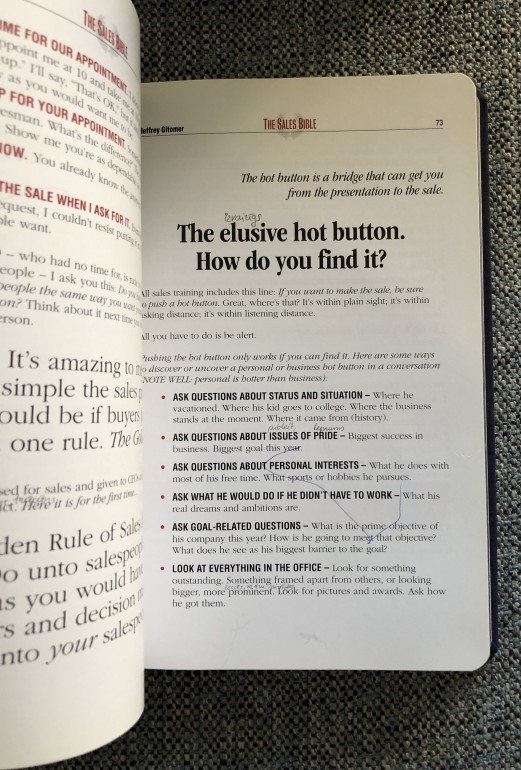 THE SALES BIBLE
FOR OUR APPOINTMENT.
me at 10 and
up." I'll say, "That's OK,"
as you would want me to
FOR YOUR APPOINTMENT.
What's the difference?
Show me you're as
You already know the
THE SALE WHEN I ASK FOR IT.
I couldn't resist
want.
– who had no time for,
– I ask you this: Do you
people the same way you want
Think about it next time
It's amazing to
simple the sales
be if buyers
one rule. The
for sales and given to CEOs
Here it is for the first time.
Rule of Sales
unto
as you would
and decision
your
Jeffrey Gitomer
THE SALES BIBLE
73
The hot button is a bridge that can get you
from the presentation to the sale.
The elusive hot button.
How do you find it?
All sales training includes this line: If you want to make the sale, be sure
to push a hot button. Great, where's that? It's within plain sight; it's within
asking distance; it's within listening distance.
All you have to do is be alert.
Pushing the hot button only works if you can find it. Here are some ways
to discover or uncover a personal or business hot button in a conversation
(NOTE WELL: personal is hotter than business):
• ASK QUESTIONS ABOUT STATUS AND SITUATION – Where he
vacationed. Where his kid goes to college. Where the business
stands at the moment. Where it came from (history).
• ASK QUESTIONS ABOUT ISSUES OF PRIDE – Biggest success in
business. Biggest goal this year.
• ASK QUESTIONS ABOUT PERSONAL INTERESTS – What he does with
most of his free time. What sports or hobbies he pursues.
• ASK WHAT HE WOULD DO IF HE DIDN'T HAVE TO WORK – What his
real dreams and ambitions are.
• ASK GOAL-RELATED QUESTIONS – What is the prime objective of
his company this year? How is he going to meet that objective?
What does he see as his biggest barrier to the goal?
• LOOK AT EVERYTHING IN THE OFFICE – Look for something
outstanding. Something framed apart from others, or looking
bigger, more prominent. Look for pictures and awards. Ask how
he got them.